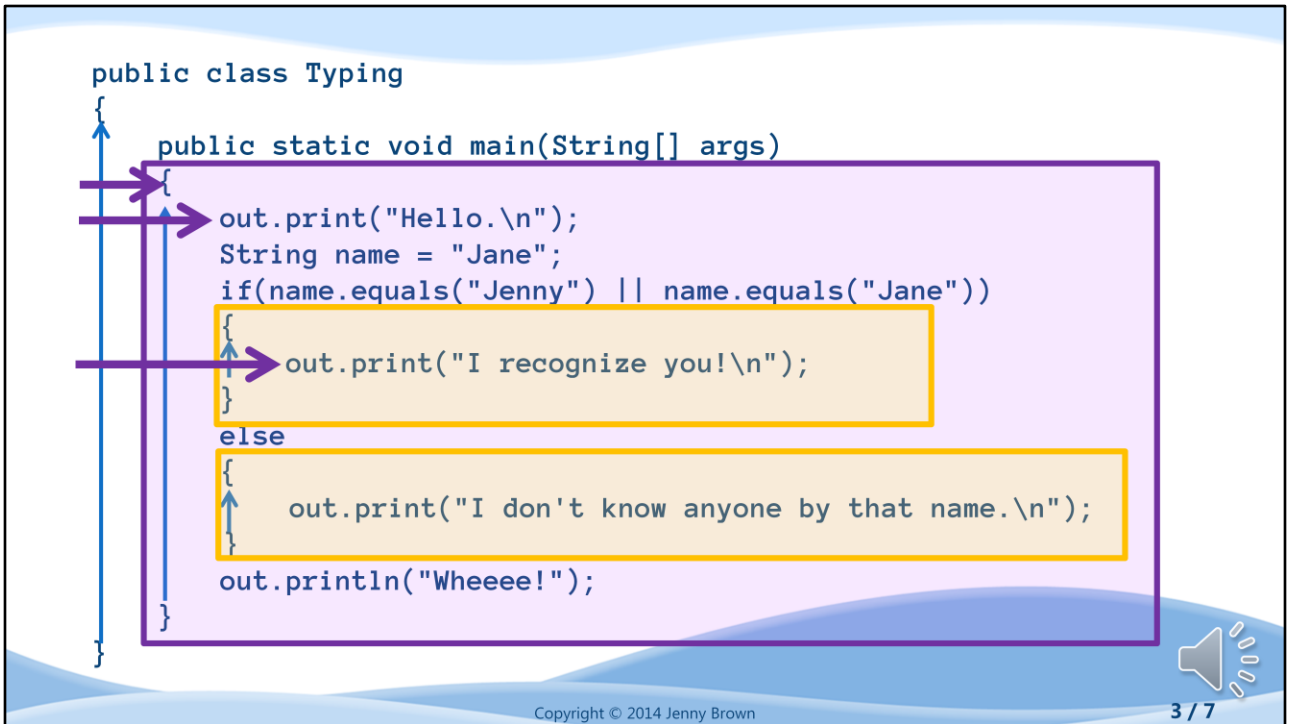 public class Typing
{
public static void main(String[] args)
{
out.print("Hello.\n");
String name = "Jane";
if(name.equals("Jenny") || name.equals("Jane"))
{
out.print("I recognize you!\n");
}
else
{
out.print("I don't know anyone by that name.\n");
}
out.println("Wheeee!");
}
}
Copyright © 2014 Jenny Brown
3 / 7